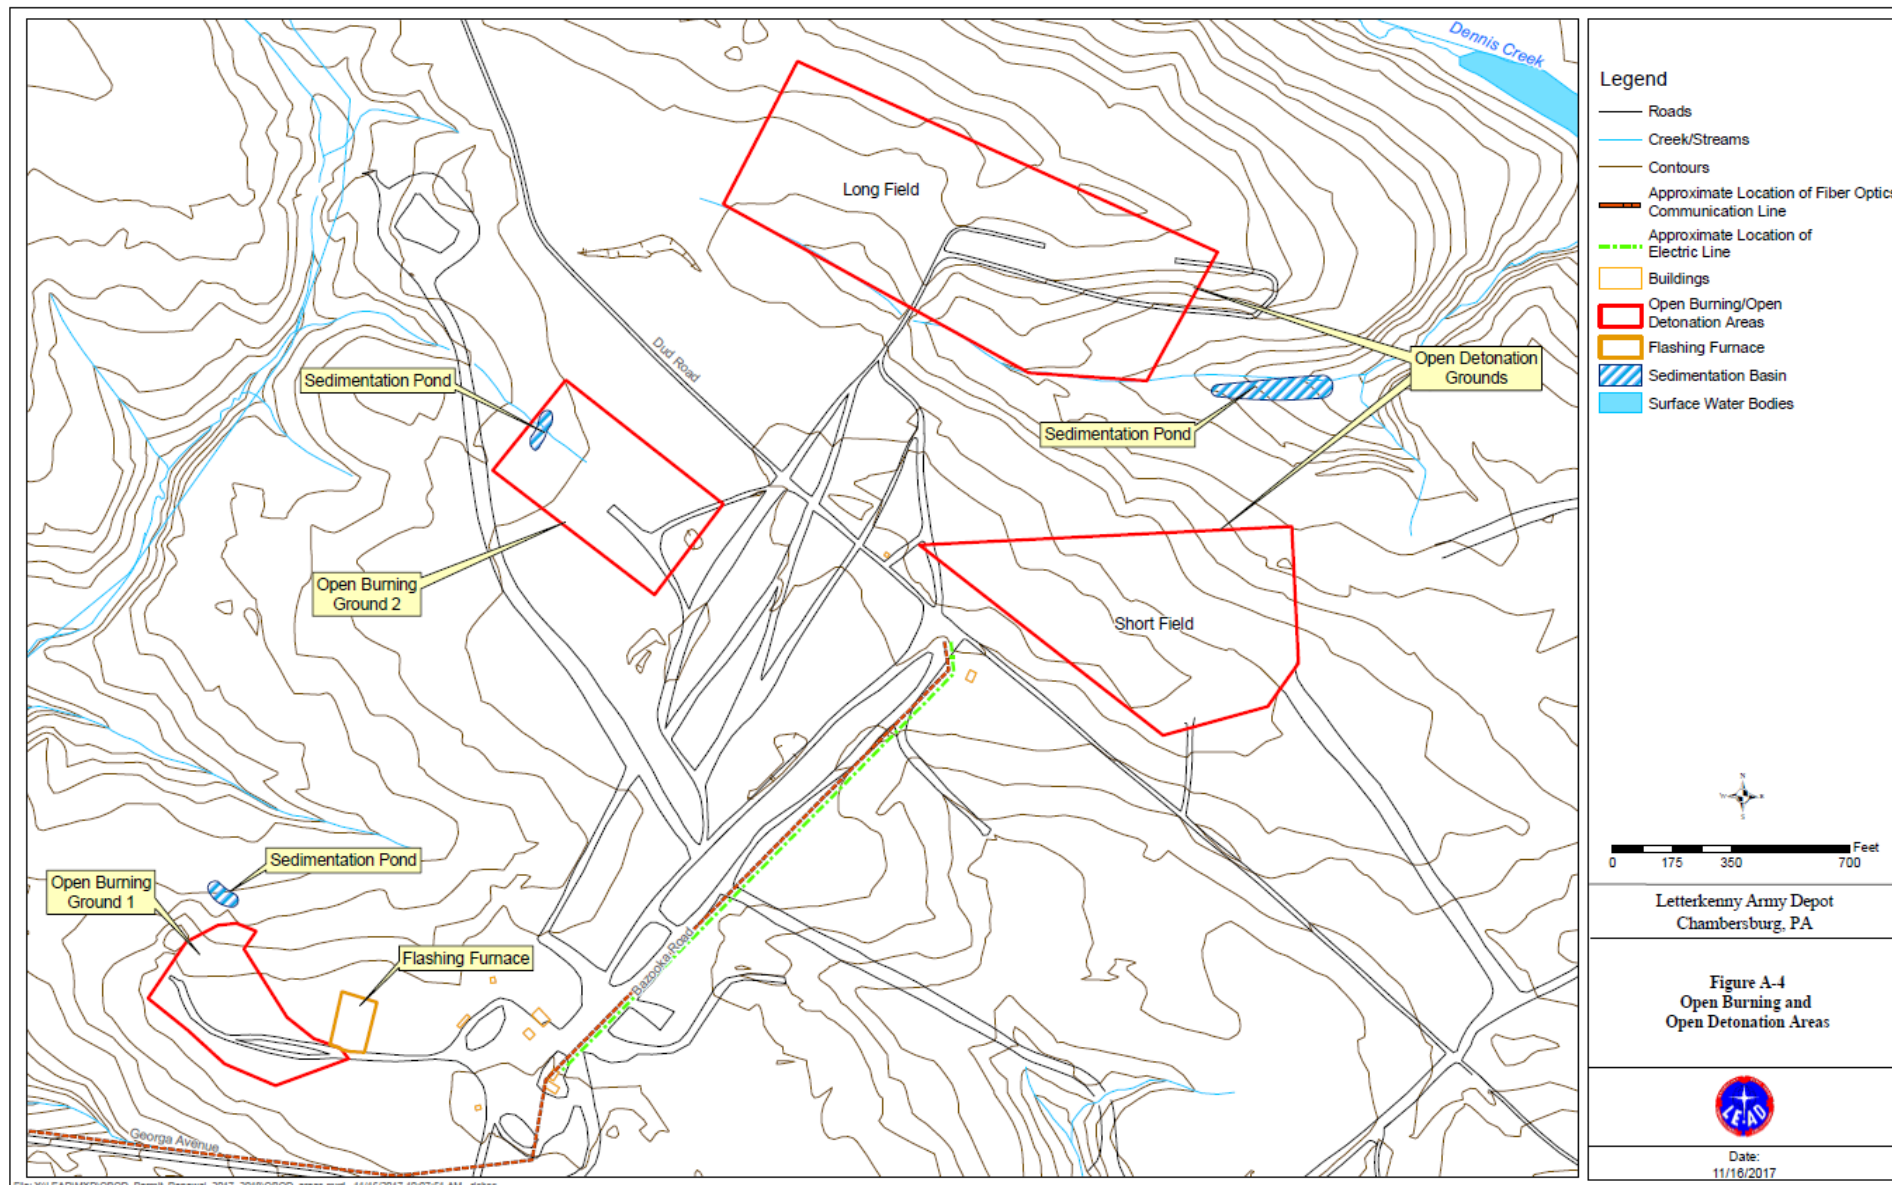 Dennis Creek
Long Field
Dud Road
Sedimentation Pond
Open Detonation
Grounds
Sedimentation Pond
Open Burning
Ground 2
Short Field
Sedimentation Pond
Open Burning
Ground 1
Flashing Furnace
Bazooka Road
Georga Avenue
Legend
Roads
Creek/Streams
Contours
Approximate Location of Fiber Optics
Communication Line
Approximate Location of
Electric Line
Buildings
Open Burning/Open
Detonation Areas
Flashing Furnace
Sedimentation Basin
Surface Water Bodies
N
W E
S
Feet
0 175 350 700
Letterkenny Army Depot
Chambersburg, PA
Figure A-4
Open Burning and
Open Detonation Areas
LEAD
Date:
11/16/2017